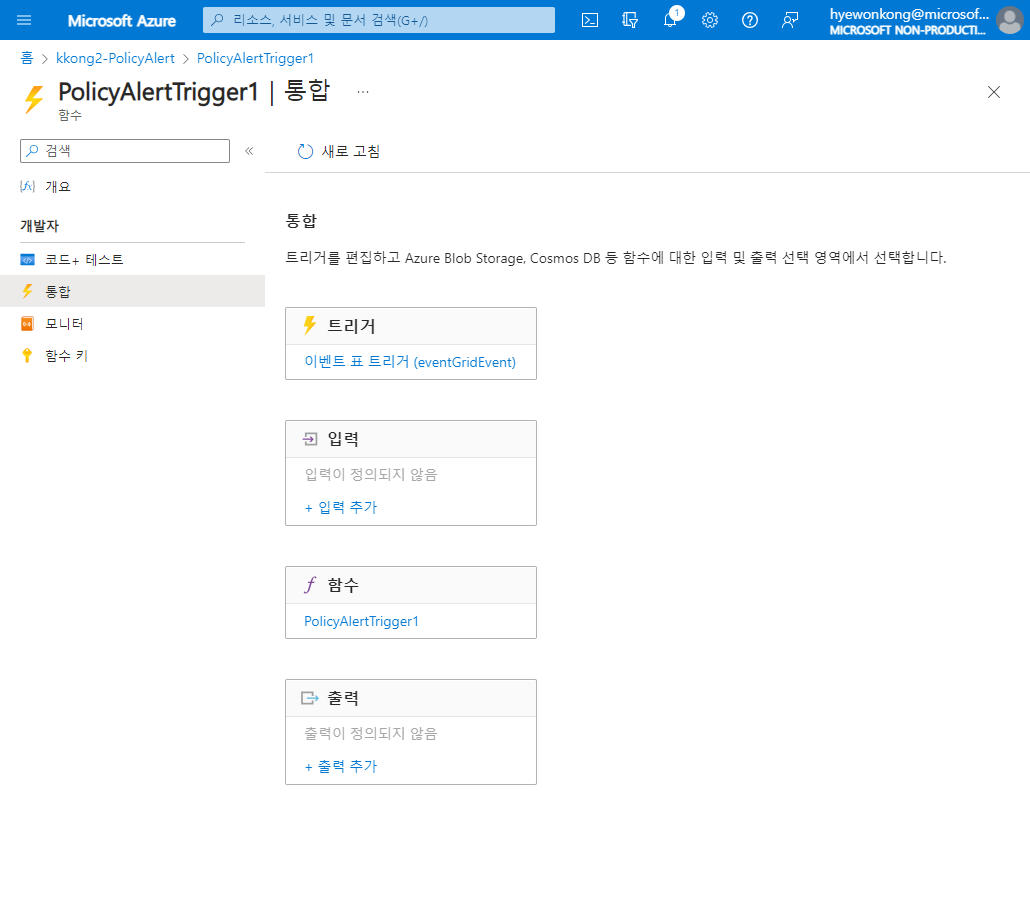 Microsoft Azure
리소스, 서비스 및 문서 검색(G+/)
1
hyewonkong@microsof...
MICROSOFT NON-PRODUCTI...
홈 > kkong2-PolicyAlert > PolicyAlertTrigger1
PolicyAlertTrigger1 | 통합 ...
함수
검색
«
새로 고침
개요
개발자
코드+ 테스트
통합
모니터
함수 키
통합
트리거를 편집하고 Azure Blob Storage, Cosmos DB 등 함수에 대한 입력 및 출력 선택 영역에서 선택합니다.
트리거
이벤트 표 트리거 (eventGridEvent)
입력
입력이 정의되지 않음
+ 입력 추가
함수
PolicyAlertTrigger1
출력
출력이 정의되지 않음
+ 출력 추가